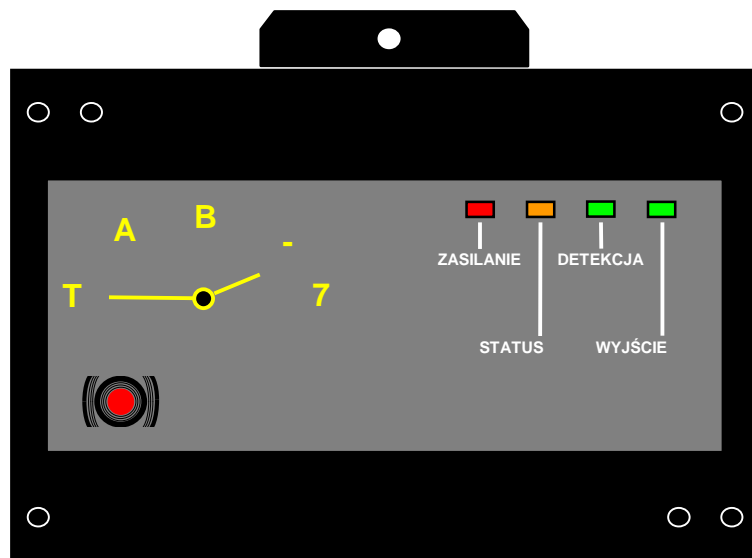 B
A
-
T
7
ZASILANIE
DETEKCJA
STATUS
WYJŚCIE